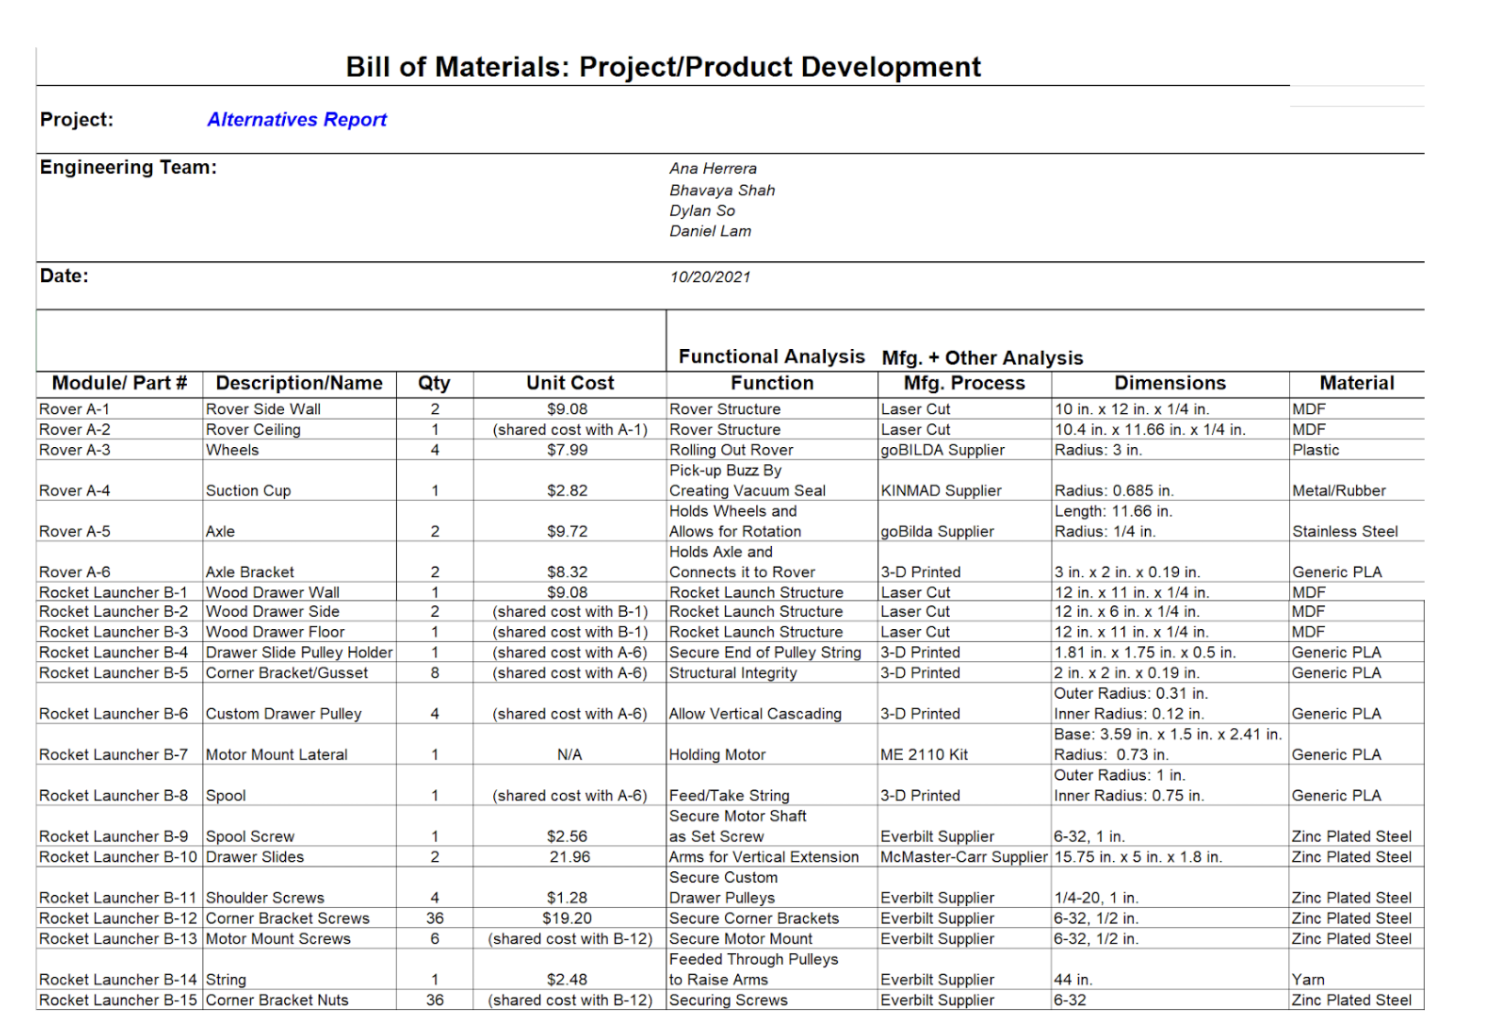 Bill of Materials: Project/Product Development
Project: Alternatives Report
Engineering Team: Ana Herrera
Bhavaya Shah
Dylan So
Daniel Lam
Date: 10/20/2021
Functional Analysis Mfg. + Other Analysis
Module/ Part # Description/Name Qty Unit Cost Function Mfg. Process Dimensions Material
Rover A-1 Rover Side Wall 2 $9.08 Rover Structure Laser Cut 10 in. x 12 in. x 1/4 in. MDF
Rover A-2 Rover Ceiling 1 (shared cost with A-1) Rover Structure Laser Cut 10.4 in. x 11.66 in. x 1/4 in. MDF
Rover A-3 Wheels 4 $7.99 Rolling Out Rover goBILDA Supplier Radius: 3 in. Plastic
Pick-up Buzz By
Rover A-4 Suction Cup 1 $2.82 Creating Vacuum Seal KINMAD Supplier Radius: 0.685 in. Metal/Rubber
Holds Wheels and Length: 11.66 in.
Rover A-5 Axle 2 $9.72 Allows for Rotation goBilda Supplier Radius: 1/4 in. Stainless Steel
Holds Axle and
Rover A-6 Axle Bracket 2 $8.32 Connects it to Rover 3-D Printed 3 in. x 2 in. x 0.19 in. Generic PLA
Rocket Launcher B-1 Wood Drawer Wall 1 $9.08 Rocket Launch Structure Laser Cut 12 in. x 11 in. x 1/4 in. MDF
Rocket Launcher B-2 Wood Drawer Side 2 (shared cost with B-1) Rocket Launch Structure Laser Cut 12 in. x 6 in. x 1/4 in. MDF
Rocket Launcher B-3 Wood Drawer Floor 1 (shared cost with B-1) Rocket Launch Structure Laser Cut 12 in. x 11 in. x 1/4 in. MDF
Rocket Launcher B-4 Drawer Slide Pulley Holder 1 (shared cost with A-6) Secure End of Pulley String 3-D Printed 1.81 in. x 1.75 in. x 0.5 in. Generic PLA
Rocket Launcher B-5 Corner Bracket/Gusset 8 (shared cost with A-6) Structural Integrity 3-D Printed 2 in. x 2 in. x 0.19 in. Generic PLA
Outer Radius: 0.31 in.
Rocket Launcher B-6 Custom Drawer Pulley 4 (shared cost with A-6) Allow Vertical Cascading 3-D Printed Inner Radius: 0.12 in. Generic PLA
Base: 3.59 in. x 1.5 in. x 2.41 in.
Rocket Launcher B-7 Motor Mount Lateral 1 N/A Holding Motor ME 2110 Kit Radius: 0.73 in. Generic PLA
Outer Radius: 1 in.
Rocket Launcher B-8 Spool 1 (shared cost with A-6) Feed/Take String 3-D Printed Inner Radius: 0.75 in. Generic PLA
Secure Motor Shaft
Rocket Launcher B-9 Spool Screw 1 $2.56 as Set Screw Everbilt Supplier 6-32, 1 in. Zinc Plated Steel
Rocket Launcher B-10 Drawer Slides 2 21.96 Arms for Vertical Extension McMaster-Carr Supplier 15.75 in. x 5 in. x 1.8 in. Zinc Plated Steel
Secure Custom
Rocket Launcher B-11 Shoulder Screws 4 $1.28 Drawer Pulleys Everbilt Supplier 1/4-20, 1 in. Zinc Plated Steel
Rocket Launcher B-12 Corner Bracket Screws 36 $19.20 Secure Corner Brackets Everbilt Supplier 6-32, 1/2 in. Zinc Plated Steel
Rocket Launcher B-13 Motor Mount Screws 6 (shared cost with B-12) Secure Motor Mount Everbilt Supplier 6-32, 1/2 in. Zinc Plated Steel
Feeded Through Pulleys
Rocket Launcher B-14 String 1 $2.48 to Raise Arms Everbilt Supplier 44 in. Yarn
Rocket Launcher B-15 Corner Bracket Nuts 36 (shared cost with B-12) Securing Screws Everbilt Supplier 6-32 Zinc Plated Steel